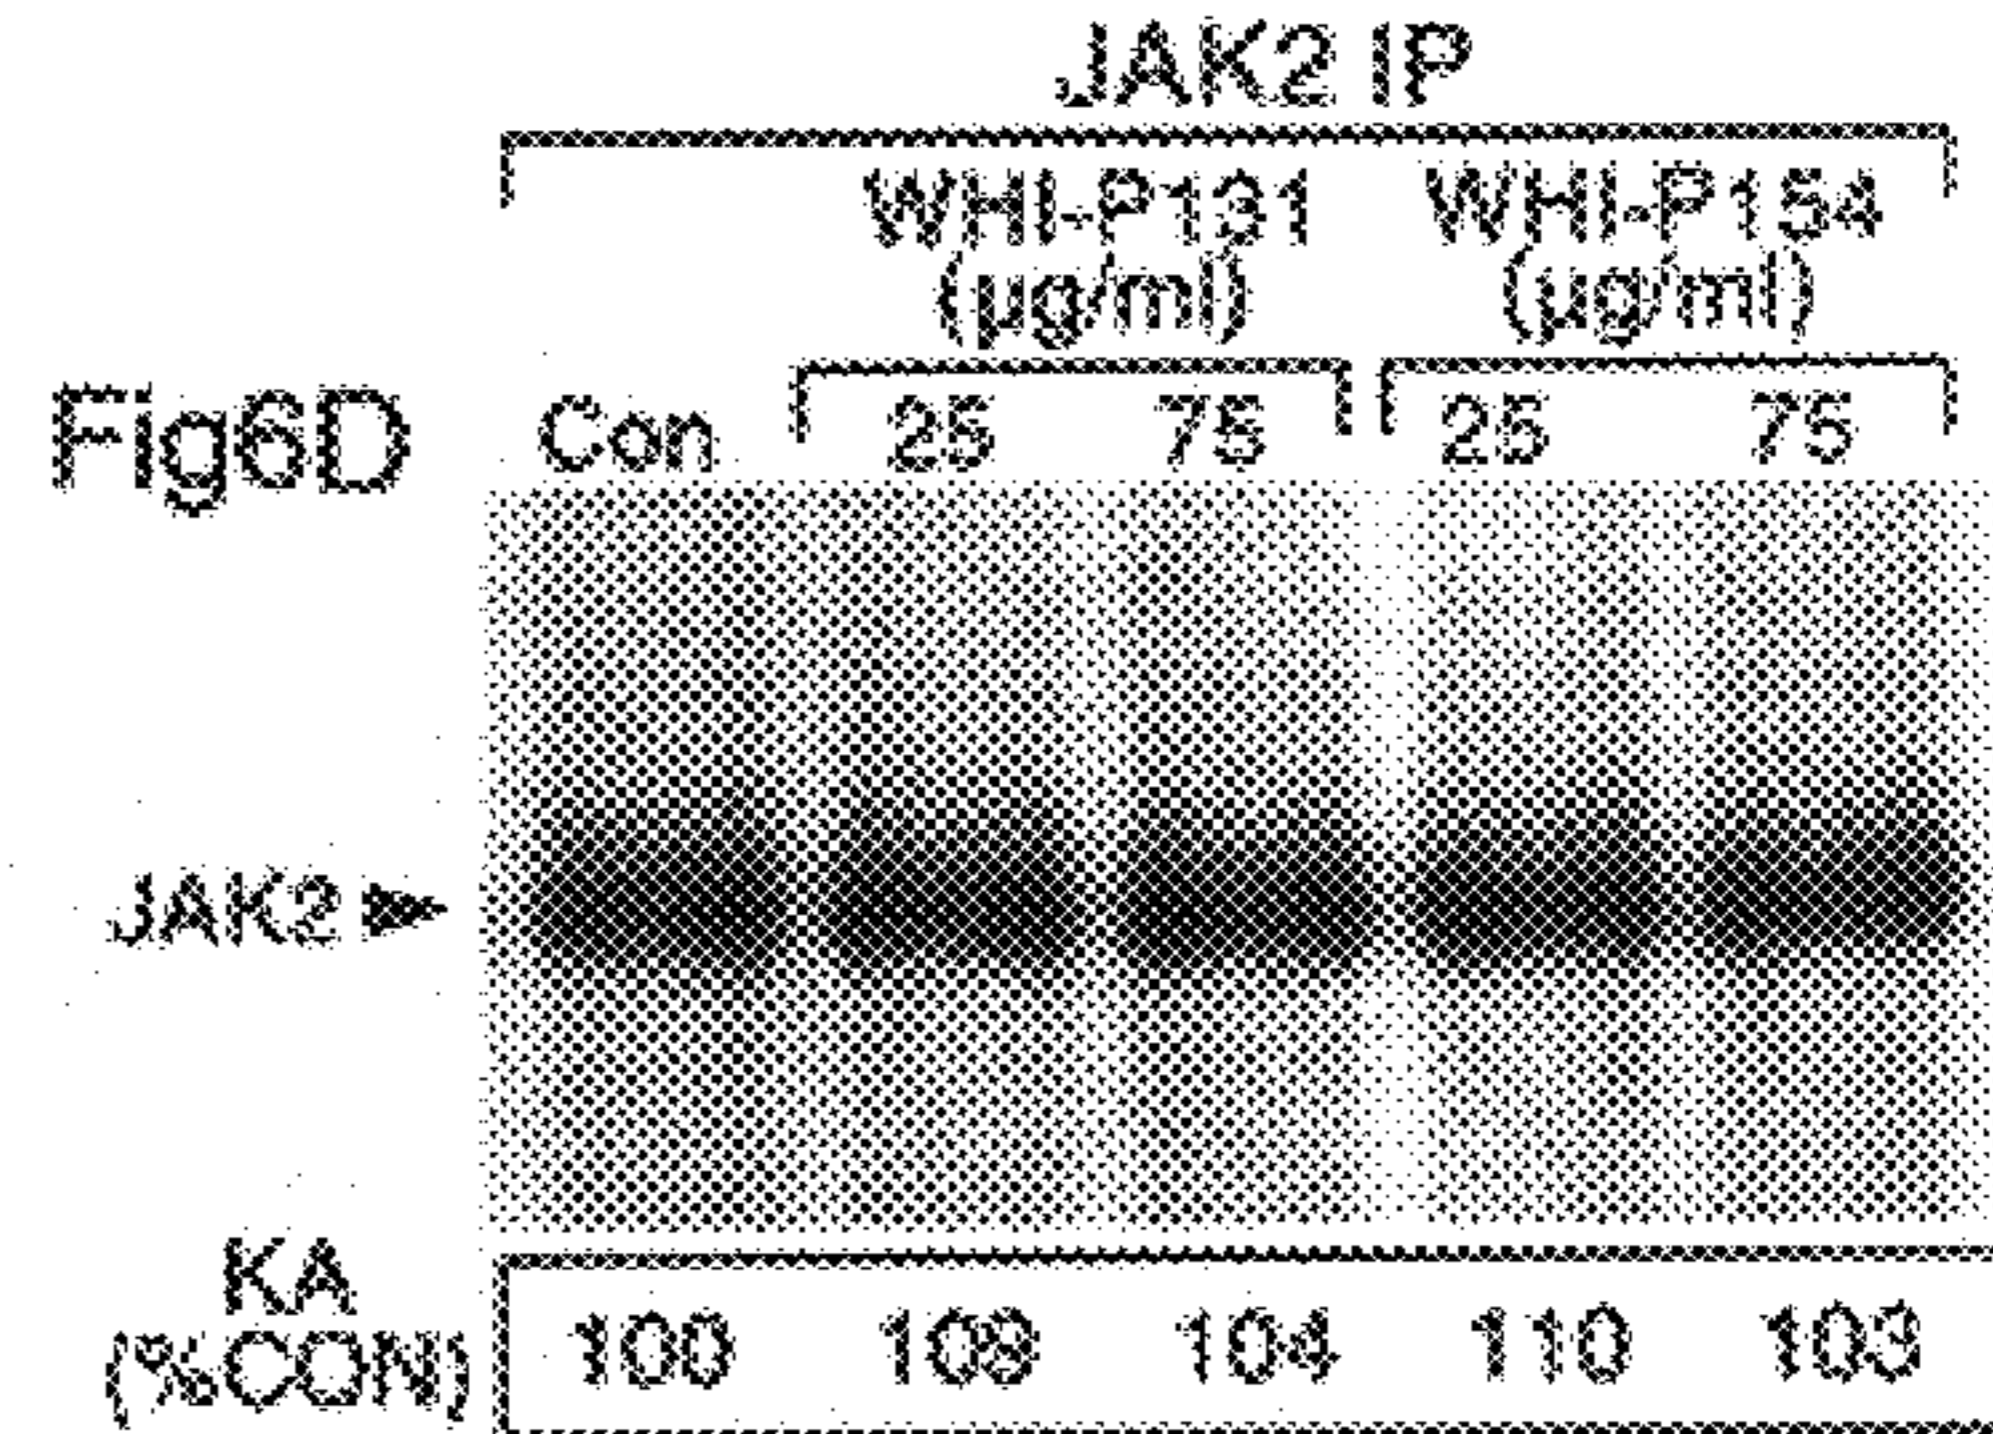 JAK2 IP
WHI-P131 WHI-P154
(µg/ml) (µg/ml)
Fig6D Con 25 75 25 75
JAK2
KA
(%CON) 100 108 104 110 103